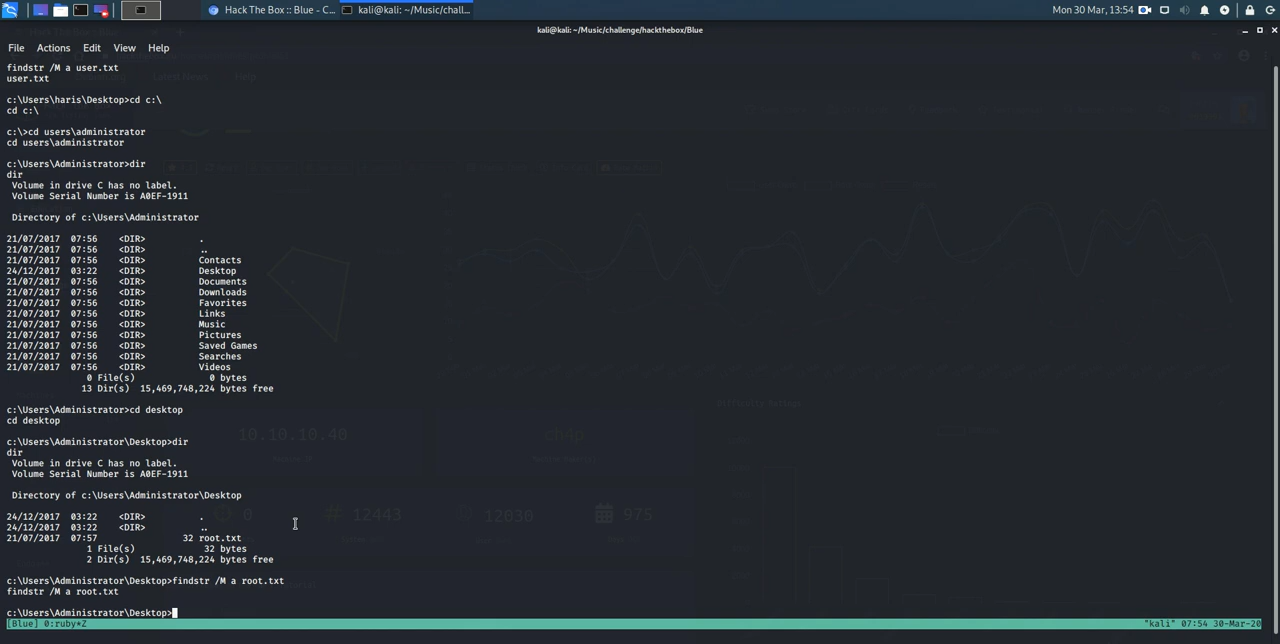 Hack The Box :: Blue - C...
kali@kali: ~/Music/chall...
Mon 30 Mar, 13:54
kali@kali: ~/Music/challenge/hackthebox/Blue
File Actions Edit View Help
findstr /M a user.txt
user.txt
c:\Users\haris\Desktop>cd c:\
cd c:\
c:\>cd users\administrator
cd users\administrator
c:\Users\Administrator>dir
dir
Volume in drive C has no label.
Volume Serial Number is A0EF-1911
Directory of c:\Users\Administrator
21/07/2017 07:56 <DIR> .
21/07/2017 07:56 <DIR> ..
21/07/2017 07:56 <DIR> Contacts
24/12/2017 03:22 <DIR> Desktop
21/07/2017 07:56 <DIR> Documents
21/07/2017 07:56 <DIR> Downloads
21/07/2017 07:56 <DIR> Favorites
21/07/2017 07:56 <DIR> Links
21/07/2017 07:56 <DIR> Music
21/07/2017 07:56 <DIR> Pictures
21/07/2017 07:56 <DIR> Saved Games
21/07/2017 07:56 <DIR> Searches
21/07/2017 07:56 <DIR> Videos
0 File(s) 0 bytes
13 Dir(s) 15,469,748,224 bytes free
c:\Users\Administrator>cd desktop
cd desktop
10.10.10.40
ch4p
c:\Users\Administrator\Desktop>dir
dir
Volume in drive C has no label.
Volume Serial Number is A0EF-1911
Directory of c:\Users\Administrator\Desktop
24/12/2017 03:22 <DIR> .
24/12/2017 03:22 <DIR> ..
21/07/2017 07:57 32 root.txt
1 File(s) 32 bytes
2 Dir(s) 15,469,748,224 bytes free
0 # 12443 12036 975
c:\Users\Administrator\Desktop>findstr /M a root.txt
findstr /M a root.txt
c:\Users\Administrator\Desktop>
[Blue] 0:ruby*Z "kali" 07:54 30-Mar-20